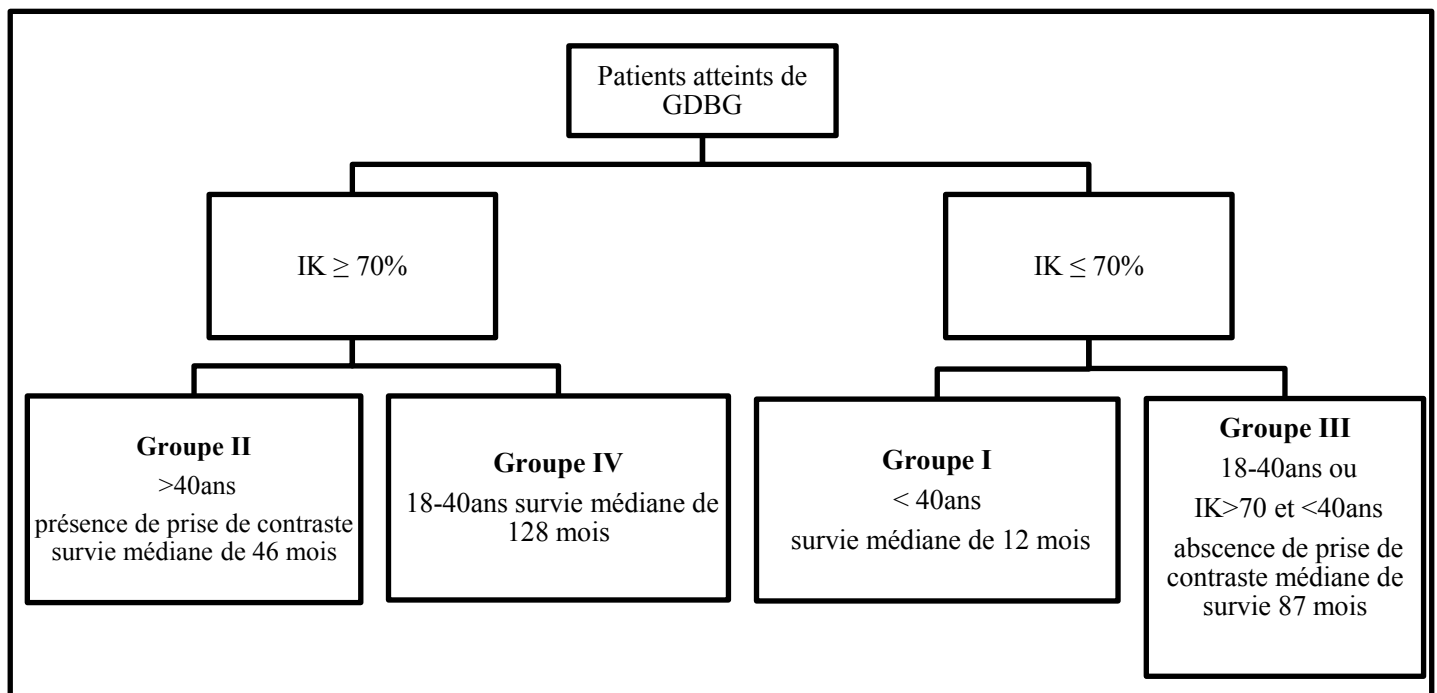 Patients atteints de
GDBG
IK ≥ 70%
IK ≤ 70%
Groupe II
>40ans
présence de prise de contraste
survie médiane de 46 mois
Groupe IV
18-40ans survie médiane de
128 mois
Groupe I
< 40ans
survie médiane de 12 mois
Groupe III
18-40ans ou
IK>70 et <40ans
abscence de prise de
contraste médiane de
survie 87 mois